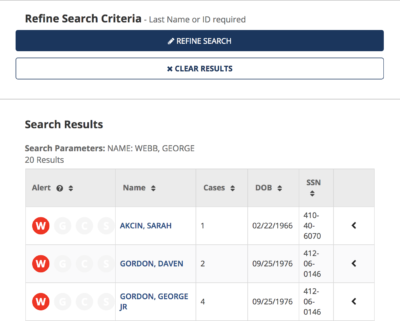 Refine Search Criteria - Last Name or ID required
REFINE SEARCH
× CLEAR RESULTS
Search Results
Search Parameters: NAME: WEBB, GEORGE
20 Results
Alert Name Cases DOB SSN
W AKCIN, SARAH 1 02/22/1966 410-
40-
6070
W GORDON, DAVEN 2 09/25/1976 412-
06-
0146
W GORDON, GEORGE 4 09/25/1976 412-
JR 06-
0146